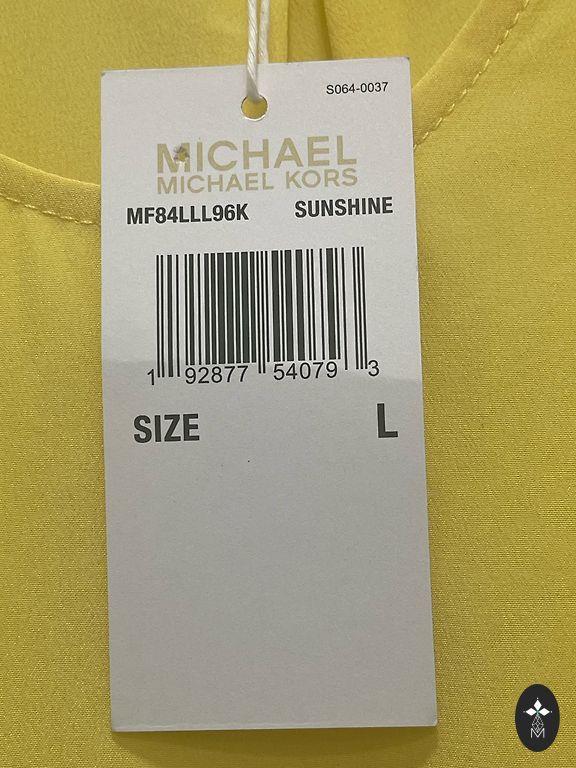 S064-0037
MICHAEL
MICHAEL KORS
MF84LLL96K SUNSHINE
1 92877 54079 3
SIZE L
M